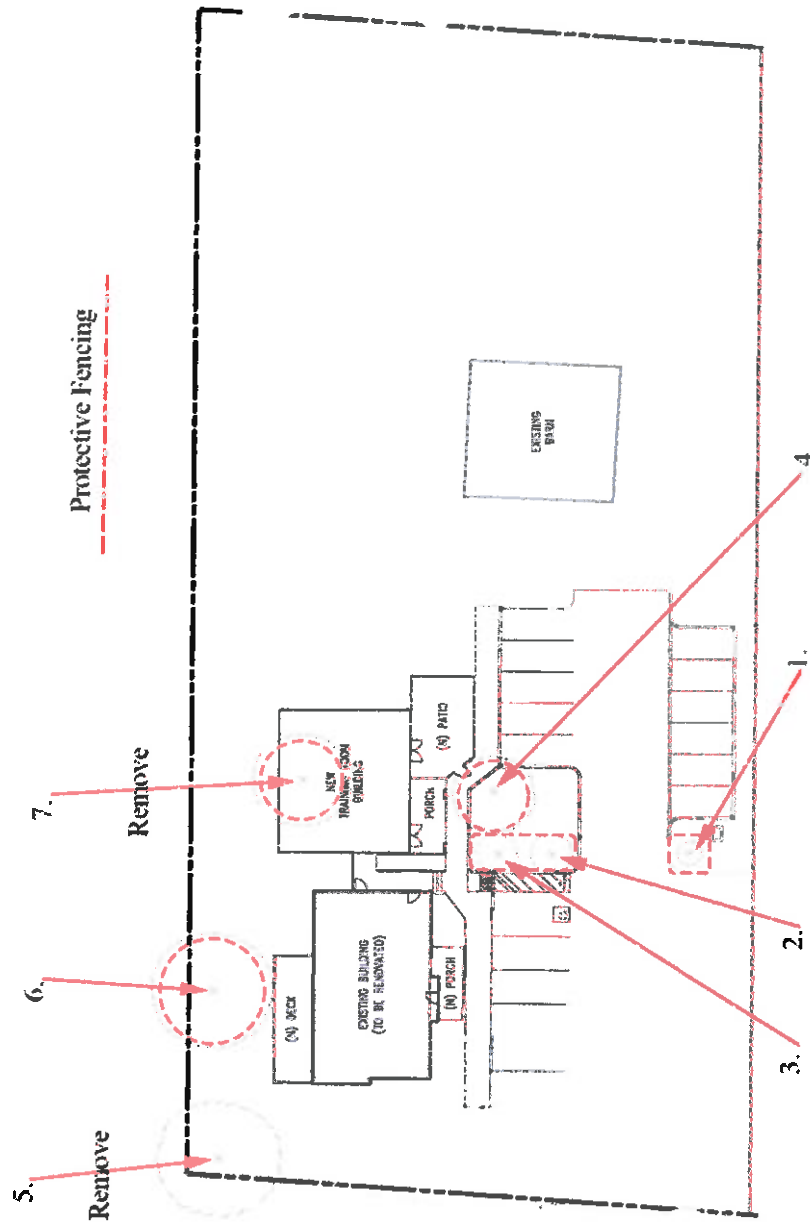 Protective Fencing
5.
Remove
6.
7.
Remove
(N) DECK
EXISTING BUILDING
(TO BE RENOVATED)
(N) PORCH
NEW
TRAINING ROOM
BUILDING
PORCH
(N) PATIO
EXISTING
BARN
3.
2.
1.
4